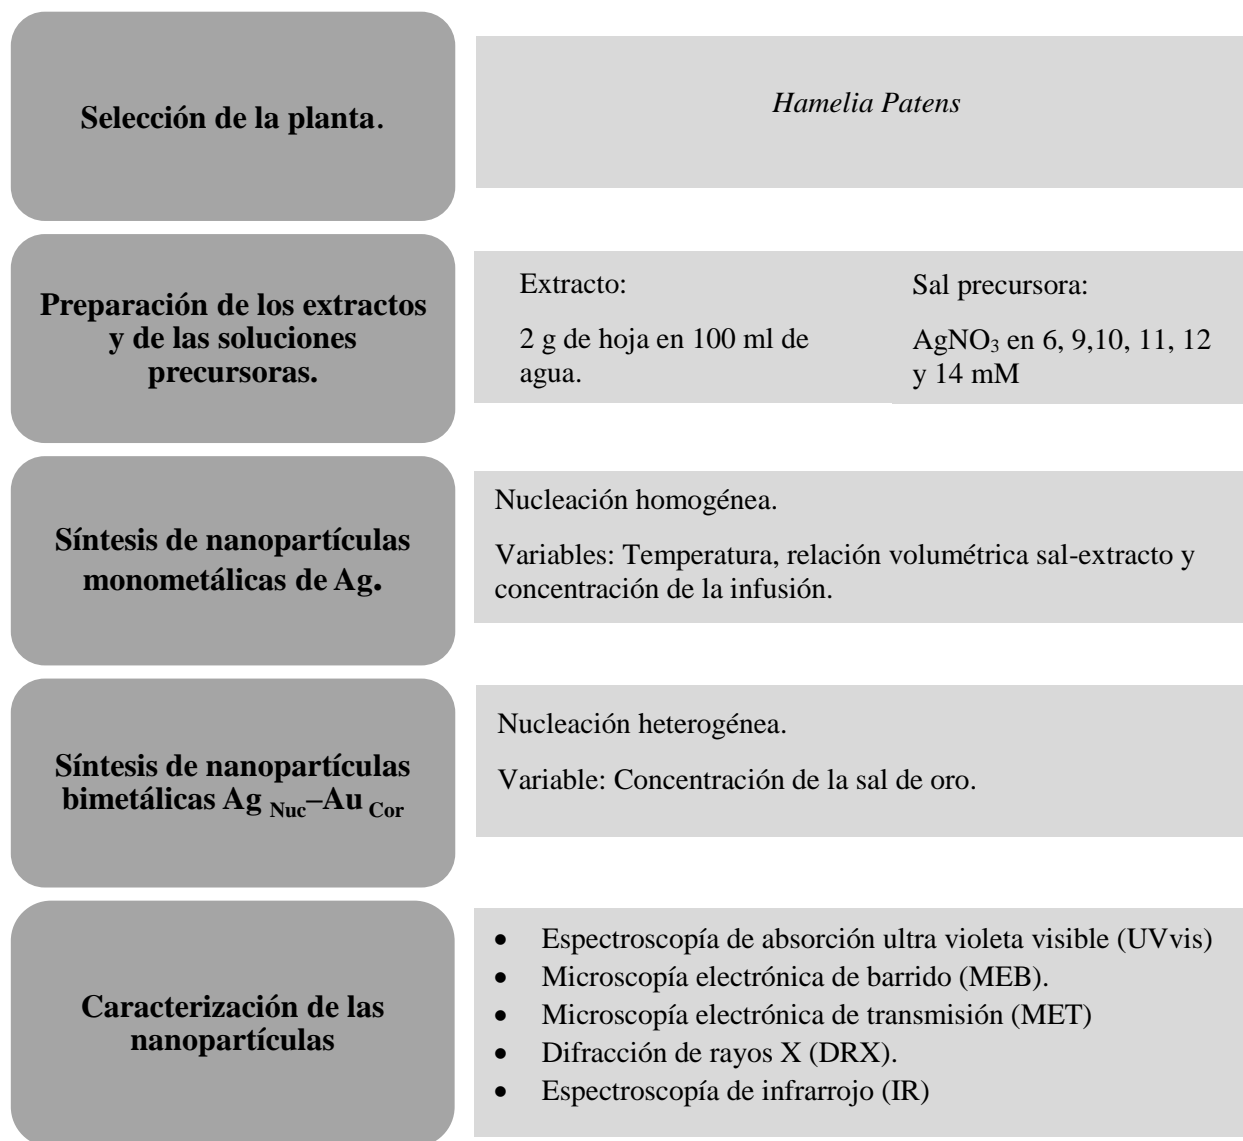 Selección de la planta.
Hamelia Patens
Preparación de los extractos
y de las soluciones
precursoras.
Extracto:
2 g de hoja en 100 ml de
agua.
Sal precursora:
AgNO₃ en 6, 9,10, 11, 12
y 14 mM
Síntesis de nanopartículas
monometálicas de Ag.
Nucleación homogénea.
Variables: Temperatura, relación volumétrica sal-extracto y
concentración de la infusión.
Síntesis de nanopartículas
bimetálicas Ag Nuc–Au Cor
Nucleación heterogénea.
Variable: Concentración de la sal de oro.
Caracterización de las
nanopartículas
• Espectroscopía de absorción ultra violeta visible (UVvis)
• Microscopía electrónica de barrido (MEB).
• Microscopía electrónica de transmisión (MET)
• Difracción de rayos X (DRX).
• Espectroscopía de infrarrojo (IR)